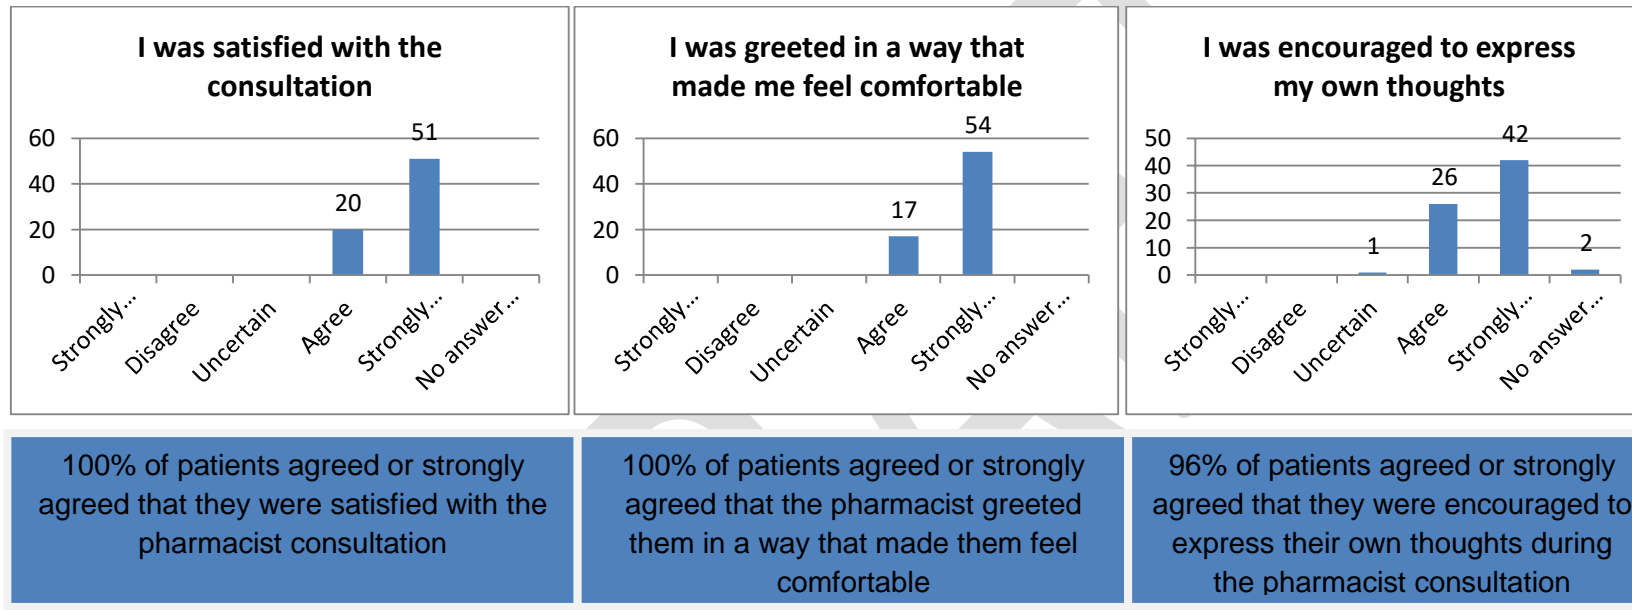 I was satisfied with the
consultation
60
40
20
0
20
51
Strongly...
Disagree
Uncertain
Agree
Strongly...
No answer...
I was greeted in a way that
made me feel comfortable
60
40
20
0
17
54
Strongly...
Disagree
Uncertain
Agree
Strongly...
No answer...
I was encouraged to express
my own thoughts
50
40
30
20
10
0
1
26
42
2
Strongly...
Disagree
Uncertain
Agree
Strongly...
No answer...
100% of patients agreed or strongly
agreed that they were satisfied with the
pharmacist consultation
100% of patients agreed or strongly
agreed that the pharmacist greeted
them in a way that made them feel
comfortable
96% of patients agreed or strongly
agreed that they were encouraged to
express their own thoughts during
the pharmacist consultation